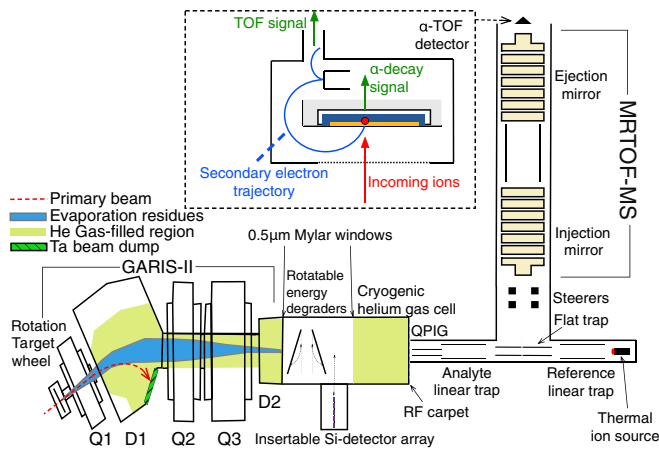 TOF signal
α-TOF
detector
α-decay
signal
Ejection
mirror
MRTOF-MS
Secondary electron
trajectory
Incoming ions
Primary beam
Evaporation residues
He Gas-filled region
Ta beam dump
0.5μm Mylar windows
Injection
mirror
GARIS-II
Rotatable
energy
degraders
Cryogenic
helium gas cell
Steerers
Flat trap
Rotation
Target
wheel
QPIG
Analyte
linear trap
Reference
linear trap
D2
RF carpet
Thermal
ion source
Q1 D1 Q2 Q3
Insertable Si-detector array